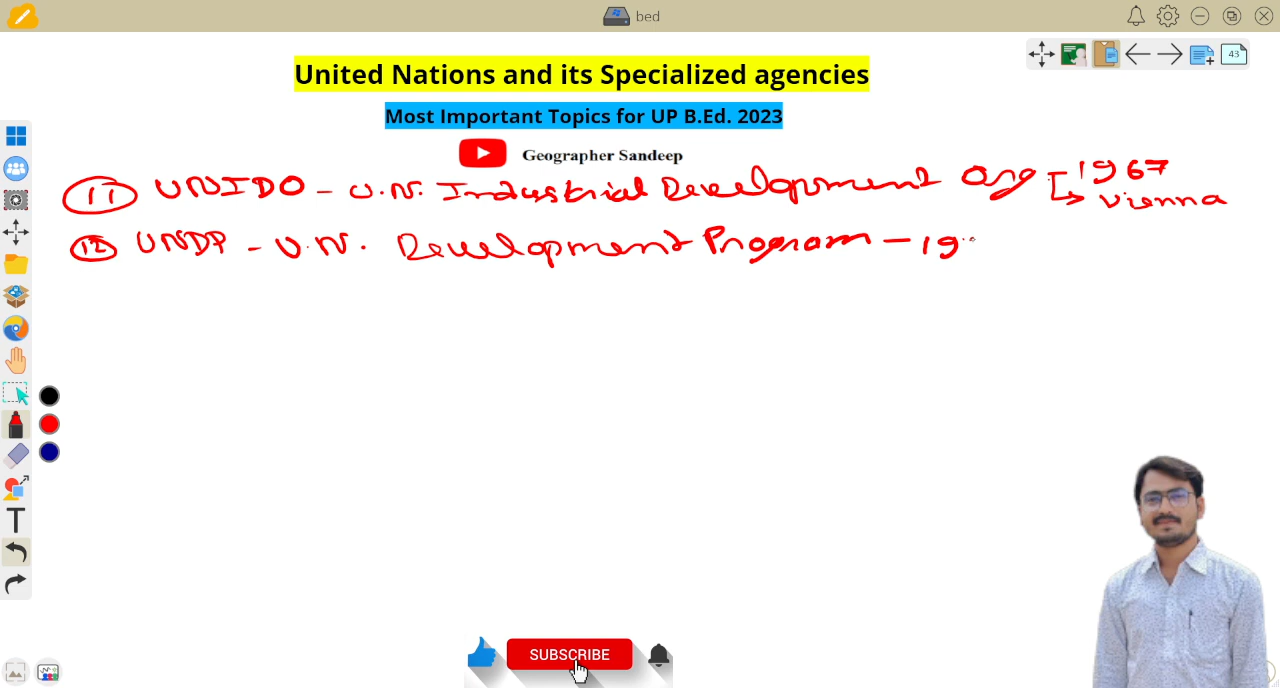 bed
43
United Nations and its Specialized agencies
Most Important Topics for UP B.Ed. 2023
Geographer Sandeep
11 UNIDO - U.N. Industrial Development Org 1967
Vienna
12 UNDP - U.N. Development Program - 19
SUBSCRIBE